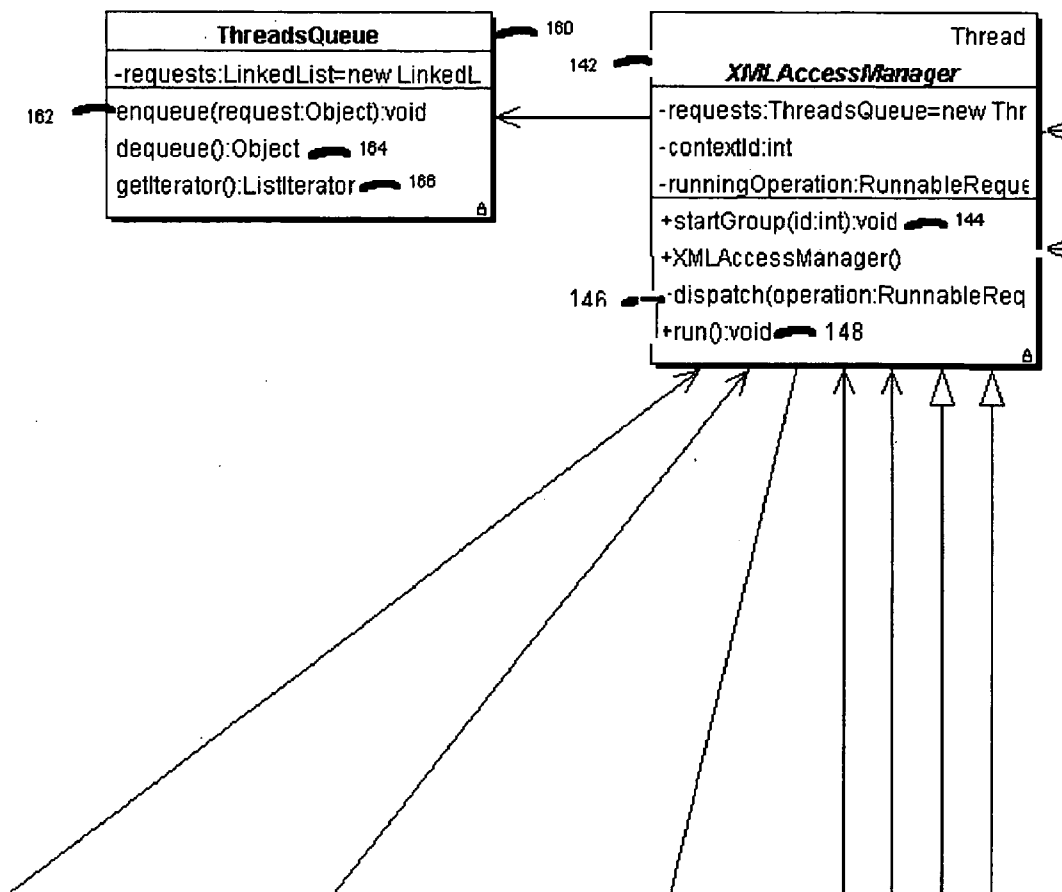 ThreadsQueue
160
-requests:LinkedList=new LinkedL
162
enqueue(request:Object):void
dequeue():Object
164
getIterator():ListIterator
166
Thread
142
XMLAccessManager
-requests:ThreadsQueue=new Thr
-contextId:int
-runningOperation:RunnableReque
+startGroup(id:int):void
144
+XMLAccessManager()
146
-dispatch(operation:RunnableReq
+run():void
148